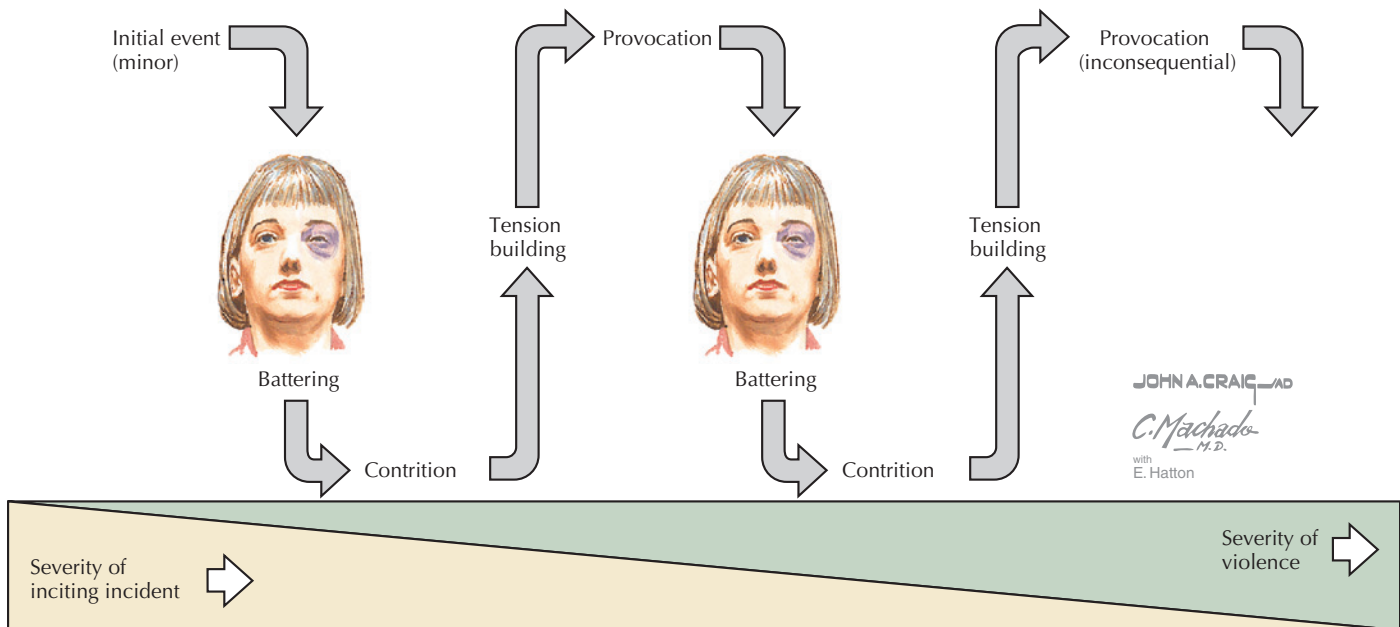 Initial event
(minor)
Provocation
Provocation
(inconsequential)
Tension
building
Tension
building
Battering
Battering
Contrition
Contrition
JOHN A. CRAIG_AD
C. Machado
M.D.
with
E. Hatton
Severity of
inciting incident
Severity of
violence